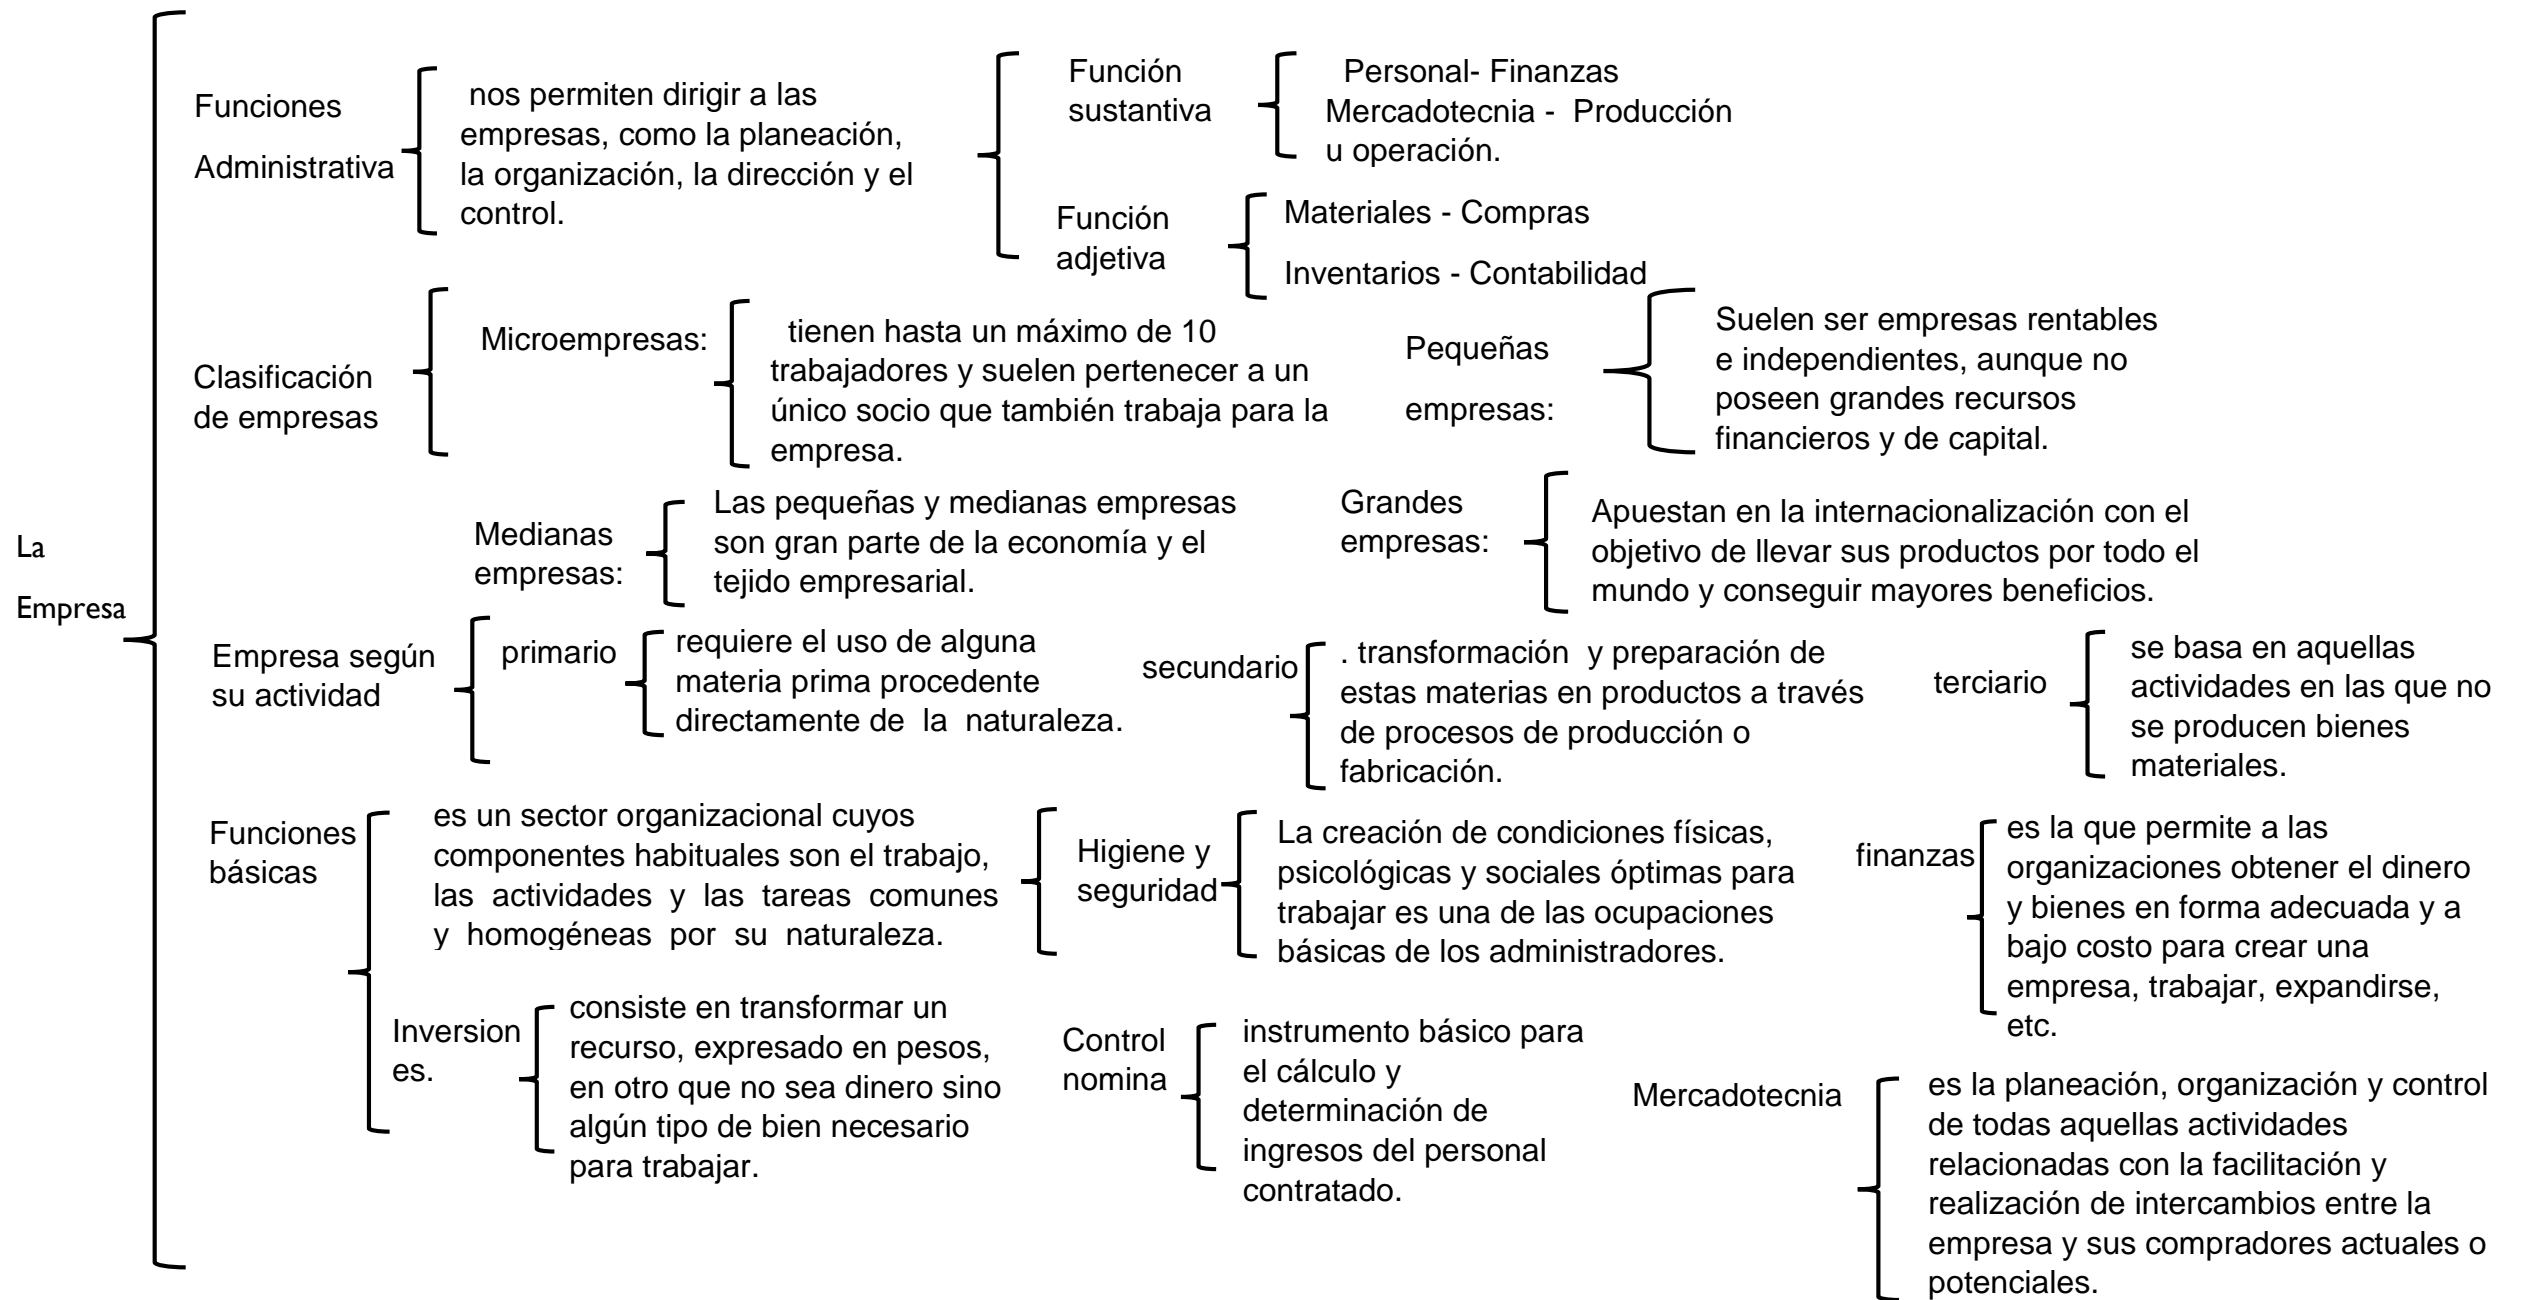 La
Empresa
Funciones
Administrativa
nos permiten dirigir a las
empresas, como la planeación,
la organización, la dirección y el
control.
Función
sustantiva
Personal- Finanzas
Mercadotecnia - Producción
u operación.
Función
adjetiva
Materiales - Compras
Inventarios - Contabilidad
Clasificación
de empresas
Microempresas:
tienen hasta un máximo de 10
trabajadores y suelen pertenecer a un
único socio que también trabaja para la
empresa.
Pequeñas
empresas:
Suelen ser empresas rentables
e independientes, aunque no
poseen grandes recursos
financieros y de capital.
Medianas
empresas:
Las pequeñas y medianas empresas
son gran parte de la economía y el
tejido empresarial.
Grandes
empresas:
Apuestan en la internacionalización con el
objetivo de llevar sus productos por todo el
mundo y conseguir mayores beneficios.
Empresa según
su actividad
primario
requiere el uso de alguna
materia prima procedente
directamente de la naturaleza.
secundario
. transformación y preparación de
estas materias en productos a través
de procesos de producción o
fabricación.
terciario
se basa en aquellas
actividades en las que no
se producen bienes
materiales.
Funciones
básicas
es un sector organizacional cuyos
componentes habituales son el trabajo,
las actividades y las tareas comunes
y homogéneas por su naturaleza.
Higiene y
seguridad
La creación de condiciones físicas,
psicológicas y sociales óptimas para
trabajar es una de las ocupaciones
básicas de los administradores.
finanzas
es la que permite a las
organizaciones obtener el dinero
y bienes en forma adecuada y a
bajo costo para crear una
empresa, trabajar, expandirse,
etc.
Inversion
es.
consiste en transformar un
recurso, expresado en pesos,
en otro que no sea dinero sino
algún tipo de bien necesario
para trabajar.
Control
nomina
instrumento básico para
el cálculo y
determinación de
ingresos del personal
contratado.
Mercadotecnia
es la planeación, organización y control
de todas aquellas actividades
relacionadas con la facilitación y
realización de intercambios entre la
empresa y sus compradores actuales o
potenciales.